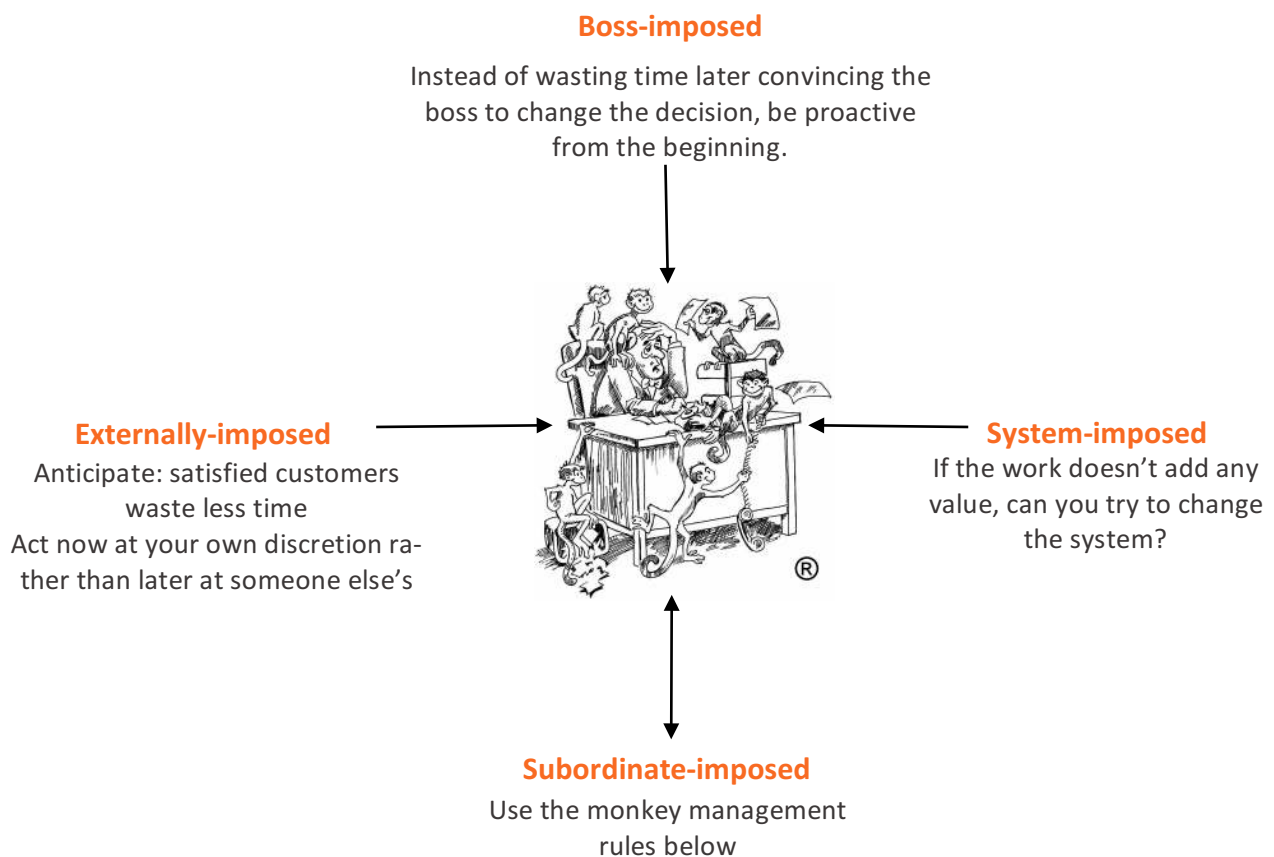 Boss-imposed
Instead of wasting time later convincing the
boss to change the decision, be proactive
from the beginning.
Externally-imposed
Anticipate: satisfied customers
waste less time
Act now at your own discretion ra-
ther than later at someone else’s
System-imposed
If the work doesn’t add any
value, can you try to change
the system?
®
Subordinate-imposed
Use the monkey management
rules below